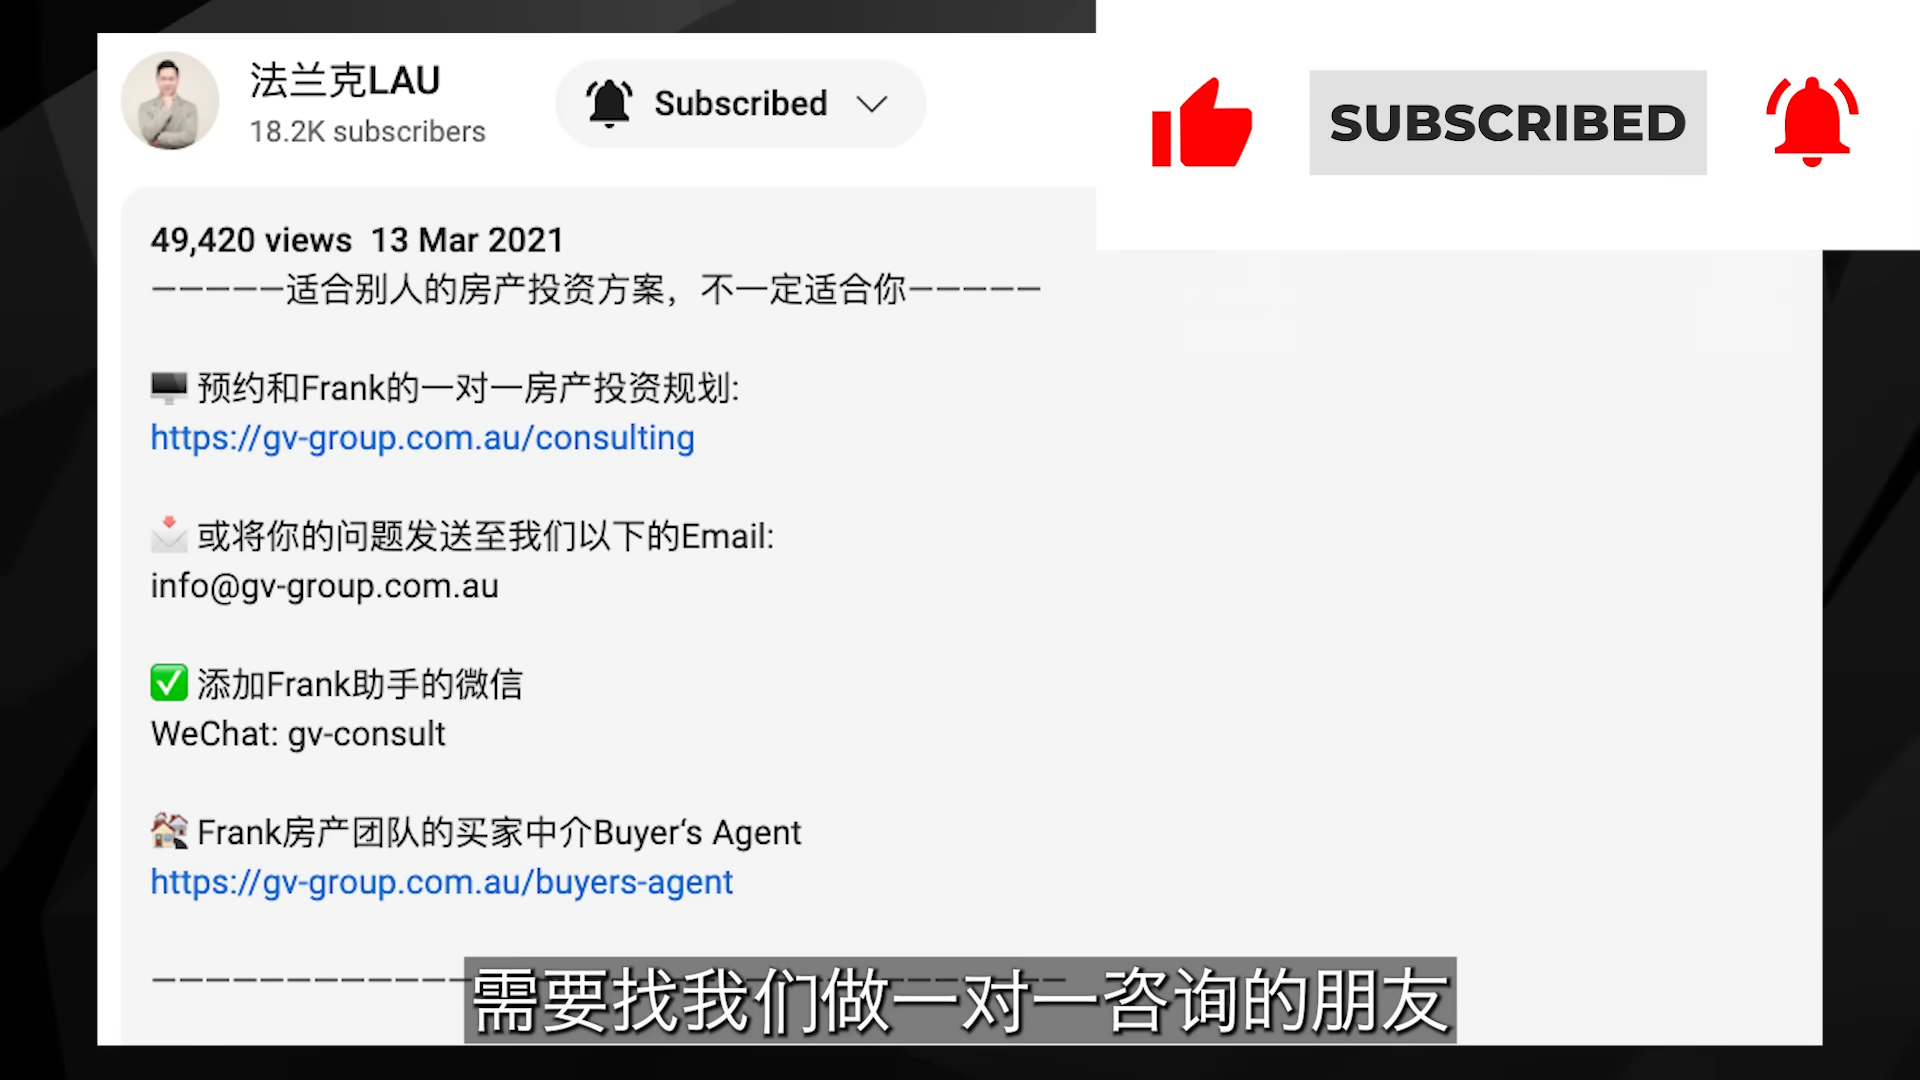 法兰克LAU
18.2K subscribers
Subscribed
SUBSCRIBED
49,420 views  13 Mar 2021
—————适合别人的房产投资方案，不一定适合你—————
预约和Frank的一对一房产投资规划:
https://gv-group.com.au/consulting
或将你的问题发送至我们以下的Email:
info@gv-group.com.au
添加Frank助手的微信
WeChat: gv-consult
Frank房产团队的买家中介Buyer‘s Agent
https://gv-group.com.au/buyers-agent
需要找我们做一对一咨询的朋友